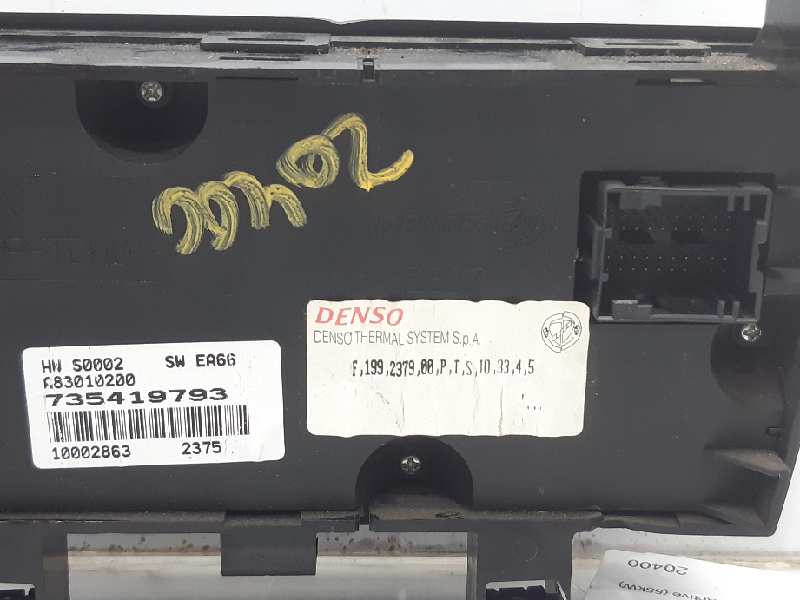 DENSO
DENSO THERMAL SYSTEM S.p.A.
F,199,2379,00,P,T,S,10,33,4,5
HW S0002 SW EA66
A83010200
735419793
10002863 2375
20400
(66kW)